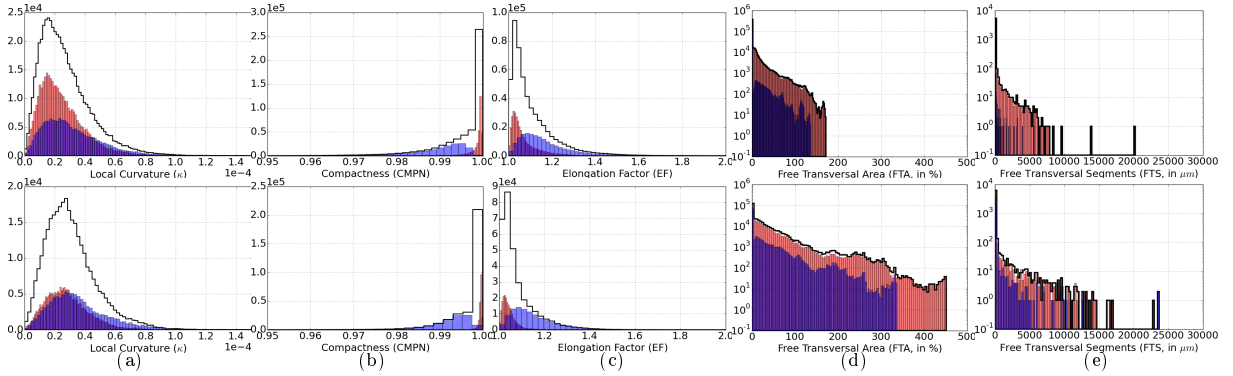 2.5 1e4
2.0
1.5
1.0
0.5
0.0
0.0 0.2 0.4 0.6 0.8 1.0 1.2 1.4
Local Curvature (κ) 1e−4
3.0 1e5
2.5
2.0
1.5
1.0
0.5
0.0
0.95 0.96 0.97 0.98 0.99 1.00
Compactness (CMPN)
1.0 1e5
0.8
0.6
0.4
0.2
0.0
1.0 1.2 1.4 1.6 1.8 2.0
Elongation Factor (EF)
10^6
10^5
10^4
10^3
10^2
10^1
10^0
10^-1
0 100 200 300 400 500
Free Transversal Area (FTA, in %)
10^4
10^3
10^2
10^1
10^0
10^-1
5000 10000 15000 20000 25000 30000
Free Transversal Segments (FTS, in μm)
2.0 1e4
1.5
1.0
0.5
0.0
0.0 0.2 0.4 0.6 0.8 1.0 1.2 1.4
Local Curvature (κ) 1e−4
2.5 1e5
2.0
1.5
1.0
0.5
0.0
0.95 0.96 0.97 0.98 0.99 1.00
Compactness (CMPN)
9 1e4
8
7
6
5
4
3
2
1
0
1.2 1.4 1.6 1.8 2.0
Elongation Factor (EF)
10^6
10^5
10^4
10^3
10^2
10^1
10^0
10^-1
0 100 200 300 400 500
Free Transversal Area (FTA, in %)
10^4
10^3
10^2
10^1
10^0
10^-1
5000 10000 15000 20000 25000 30000
Free Transversal Segments (FTS, in μm)
(a) (b) (c) (d) (e)